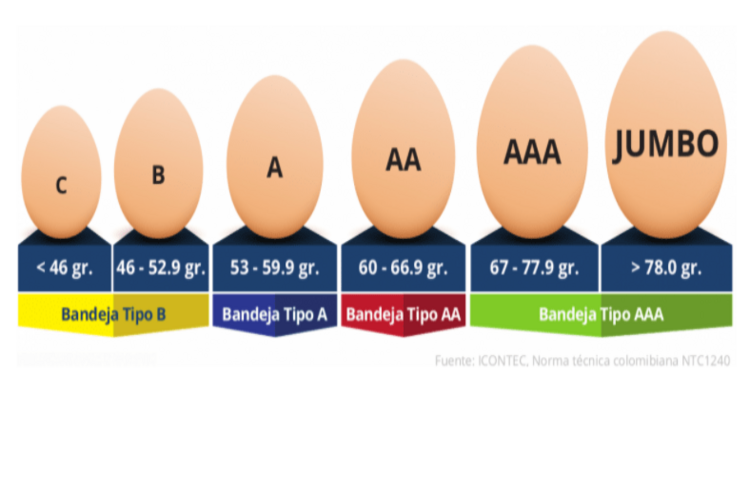 C
B
A
AA
AAA
JUMBO
< 46 gr.
46 - 52.9 gr.
53 - 59.9 gr.
60 - 66.9 gr.
67 - 77.9 gr.
> 78.0 gr.
Bandeja Tipo B
Bandeja Tipo A
Bandeja Tipo AA
Bandeja Tipo AAA
Fuente: ICONTEC, Norma técnica colombiana NTC1240